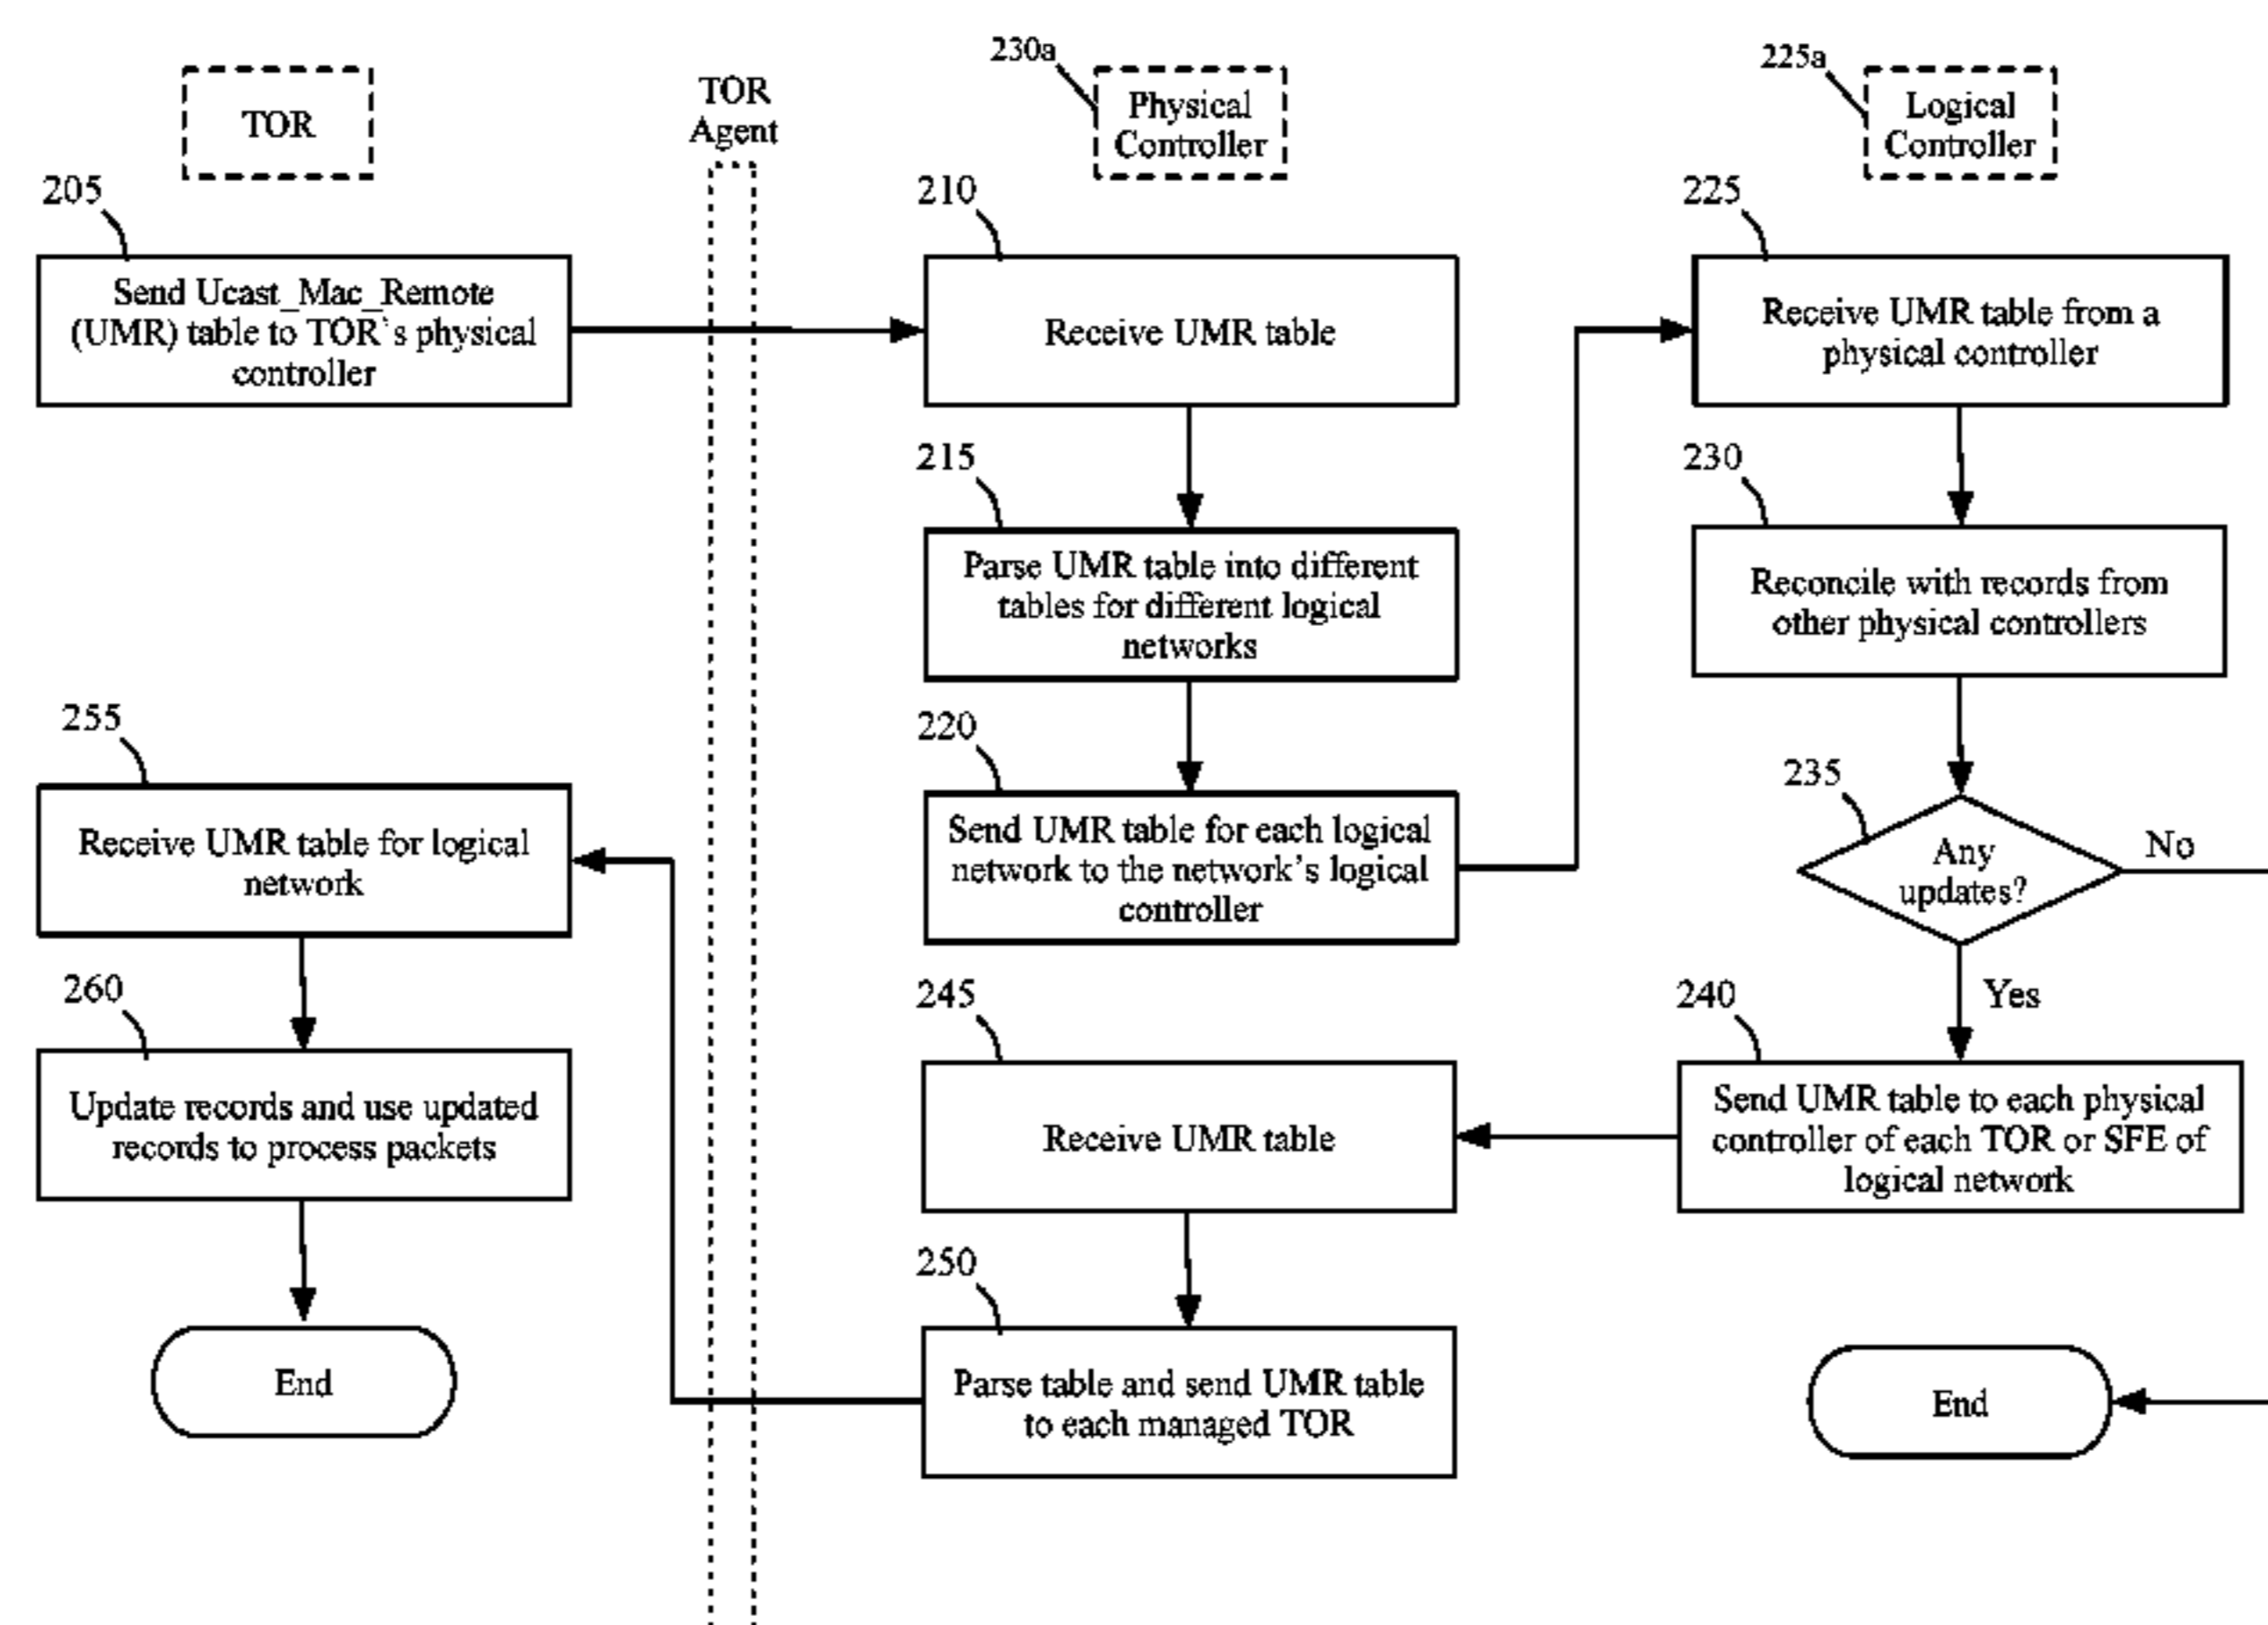 TOR
TOR
Agent
230a
Physical
Controller
225a
Logical
Controller
205
Send Ucast_Mac_Remote
(UMR) table to TOR's physical
controller
210
Receive UMR table
225
Receive UMR table from a
physical controller
215
Parse UMR table into different
tables for different logical
networks
230
Reconcile with records from
other physical controllers
220
Send UMR table for each logical
network to the network's logical
controller
235
Any
updates?
No
Yes
255
Receive UMR table for logical
network
260
Update records and use updated
records to process packets
End
245
Receive UMR table
240
Send UMR table to each physical
controller of each TOR or SFE of
logical network
250
Parse table and send UMR table
to each managed TOR
End